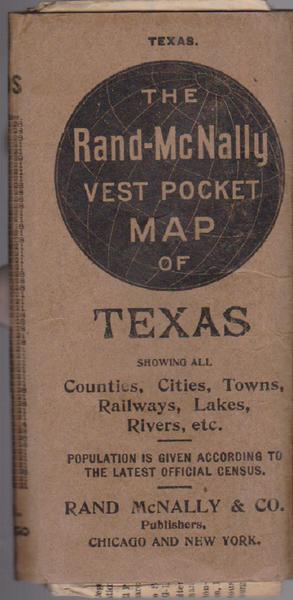 TEXAS.
THE
Rand-McNally
VEST POCKET
MAP
OF
TEXAS
SHOWING ALL
Counties, Cities, Towns,
Railways, Lakes,
Rivers, etc.
POPULATION IS GIVEN ACCORDING TO
THE LATEST OFFICIAL CENSUS.
RAND McNALLY & CO.
Publishers,
CHICAGO AND NEW YORK.